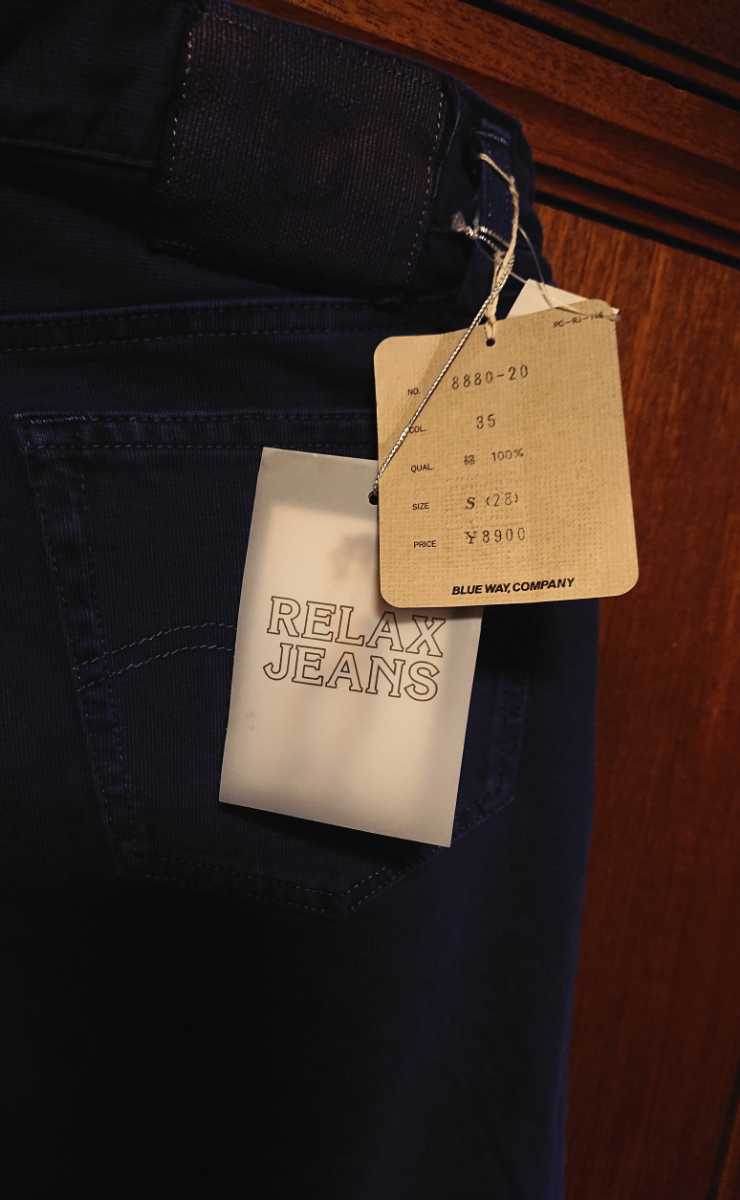 NO. 8880-20
COL. 35
QUAL. 綿 100%
SIZE S (28)
PRICE ¥8900
BLUE WAY, COMPANY
RELAX
JEANS